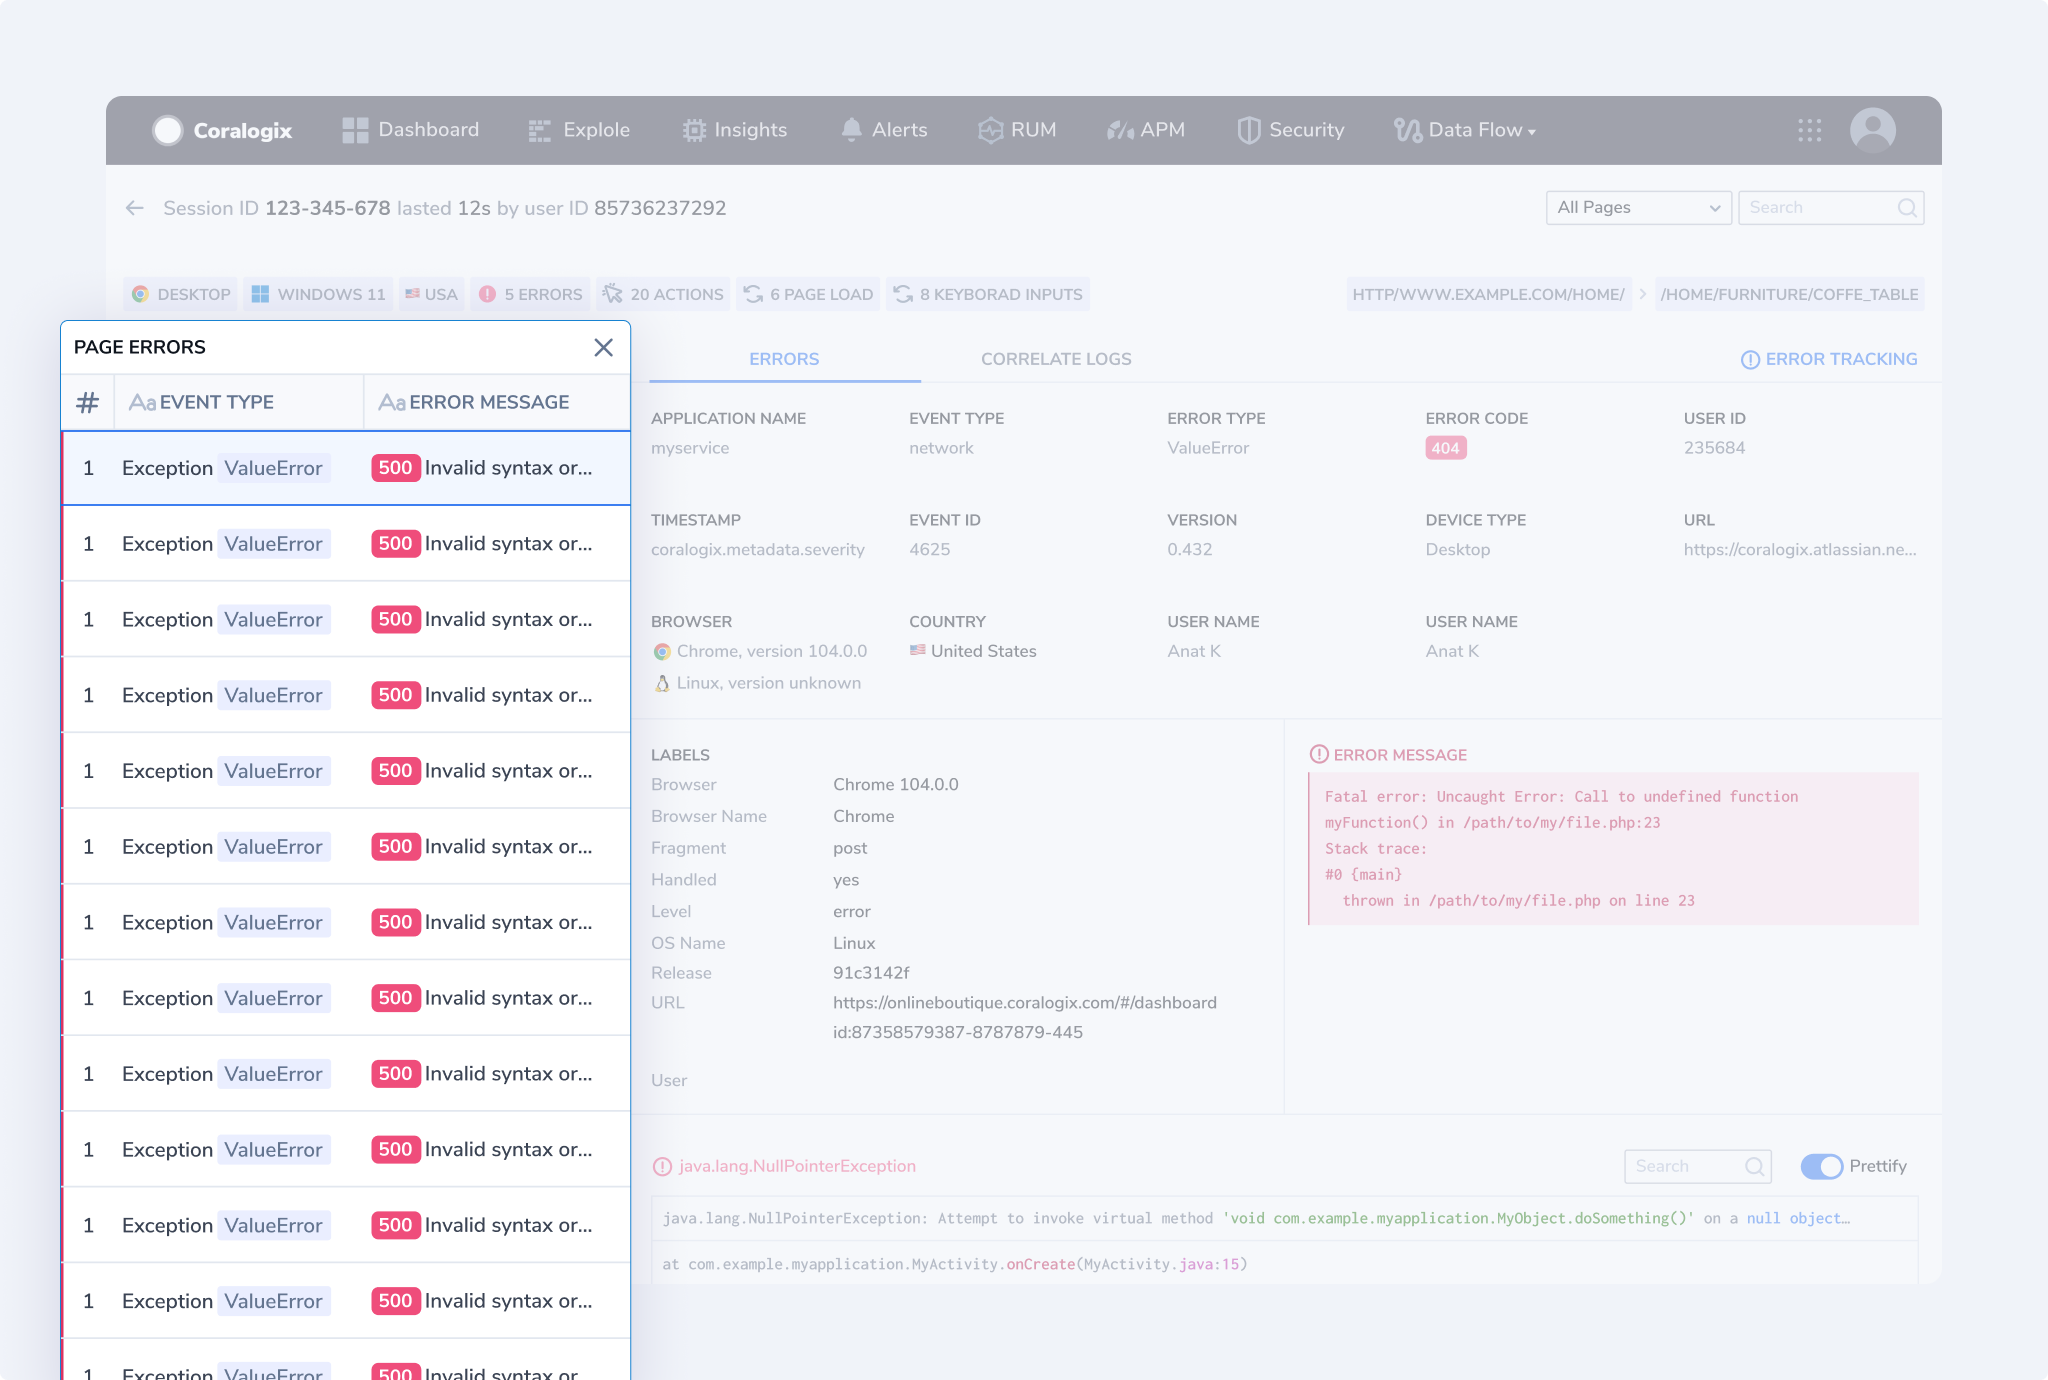 Coralogix Dashboard Explole Insights Alerts RUM APM Security Data Flow
Session ID 123-345-678 lasted 12s by user ID 85736237292
All Pages Search
DESKTOP WINDOWS 11 USA 5 ERRORS 20 ACTIONS 6 PAGE LOAD 8 KEYBORAD INPUTS
HTTP/WWW.EXAMPLE.COM/HOME/ > /HOME/FURNITURE/COFFE_TABLE
PAGE ERRORS
# Aa EVENT TYPE Aa ERROR MESSAGE
1 Exception ValueError 500 Invalid syntax or...
1 Exception ValueError 500 Invalid syntax or...
1 Exception ValueError 500 Invalid syntax or...
1 Exception ValueError 500 Invalid syntax or...
1 Exception ValueError 500 Invalid syntax or...
1 Exception ValueError 500 Invalid syntax or...
1 Exception ValueError 500 Invalid syntax or...
1 Exception ValueError 500 Invalid syntax or...
1 Exception ValueError 500 Invalid syntax or...
1 Exception ValueError 500 Invalid syntax or...
1 Exception ValueError 500 Invalid syntax or...
1 Exception ValueError 500 Invalid syntax or...
1 Exception ValueError 500 Invalid syntax or...
ERRORS CORRELATE LOGS ERROR TRACKING
APPLICATION NAME EVENT TYPE ERROR TYPE ERROR CODE USER ID
myservice network ValueError 404 235684
TIMESTAMP EVENT ID VERSION DEVICE TYPE URL
coralogix.metadata.severity 4625 0.432 Desktop https://coralogix.atlassian.ne...
BROWSER COUNTRY USER NAME USER NAME
Chrome, version 104.0.0 United States Anat K Anat K
Linux, version unknown
LABELS
Browser Chrome 104.0.0
Browser Name Chrome
Fragment post
Handled yes
Level error
OS Name Linux
Release 91c3142f
URL https://onlineboutique.coralogix.com/#/dashboard
id:87358579387-8787879-445
User
ERROR MESSAGE
Fatal error: Uncaught Error: Call to undefined function
myFunction() in /path/to/my/file.php:23
Stack trace:
#0 {main}
thrown in /path/to/my/file.php on line 23
java.lang.NullPointerException Search Prettify
java.lang.NullPointerException: Attempt to invoke virtual method 'void com.example.myapplication.MyObject.doSomething()' on a null object…
at com.example.myapplication.MyActivity.onCreate(MyActivity.java:15)